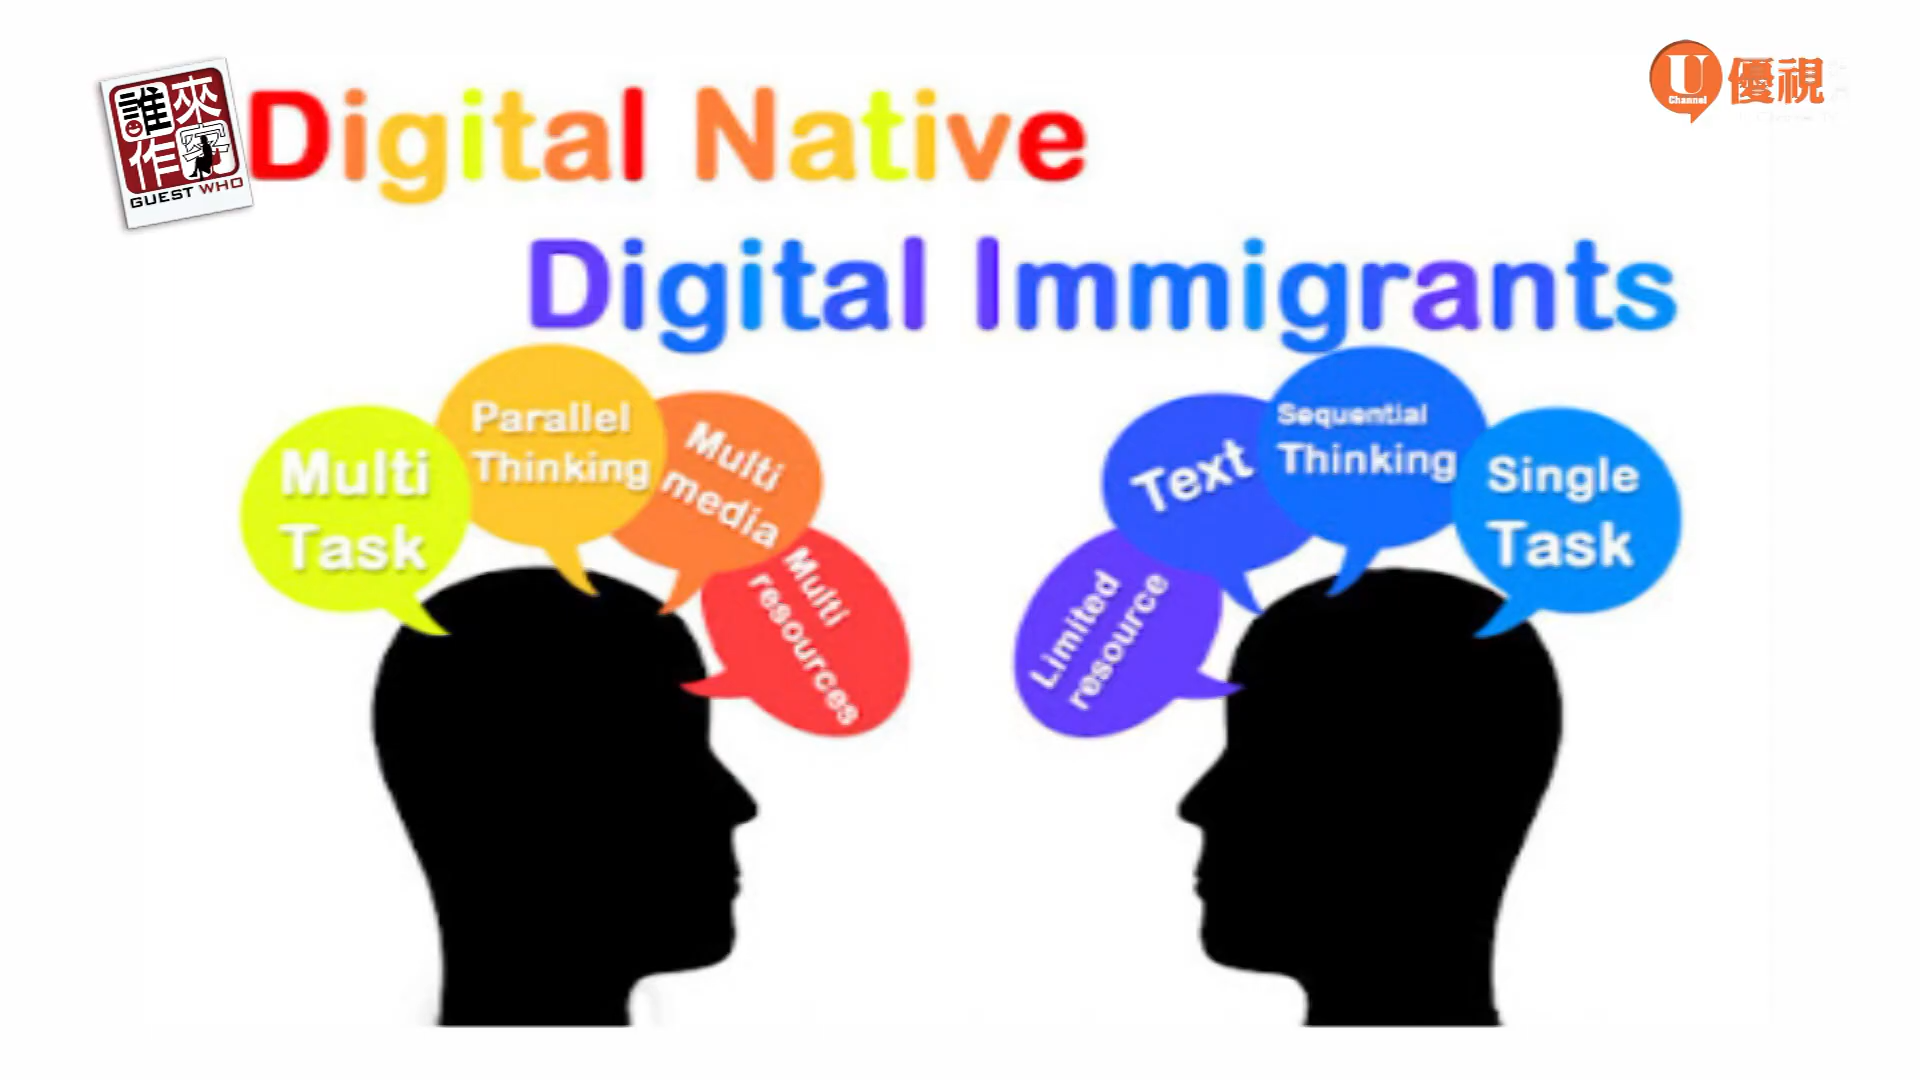 誰來
作客
GUEST WHO
U
Channel
優視
Digital Native
Digital Immigrants
Multi
Task
Parallel
Thinking
Multi
media
Multi
resources
Limited
resource
Text
Sequential
Thinking
Single
Task